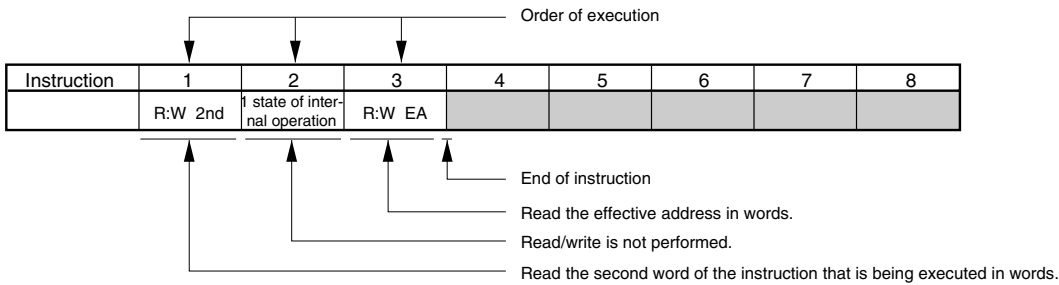 Order of execution
Instruction 1 2 3 4 5 6 7 8
R:W 2nd 1 state of inter- R:W EA
nal operation
End of instruction
Read the effective address in words.
Read/write is not performed.
Read the second word of the instruction that is being executed in words.